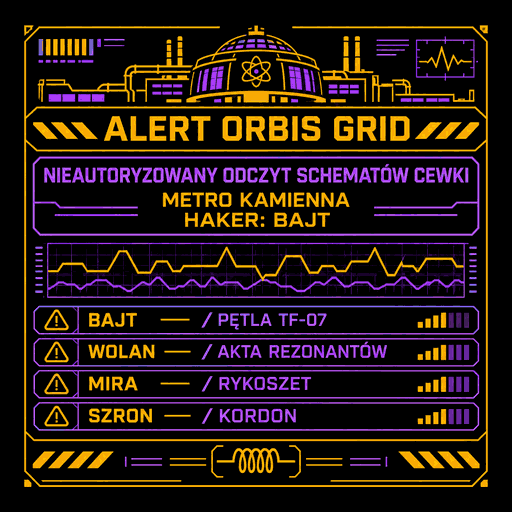 ALERT ORBIS GRID
NIEAUTORYZOWANY ODCZYT SCHEMATÓW CEWKI
METRO KAMIENNA
HAKER: BAJT
BAJT — / PĘTLA TF-07
WOLAN — / AKTA REZONANTÓW
MIRA — / RYKOSZET
SZRON — / KORDON